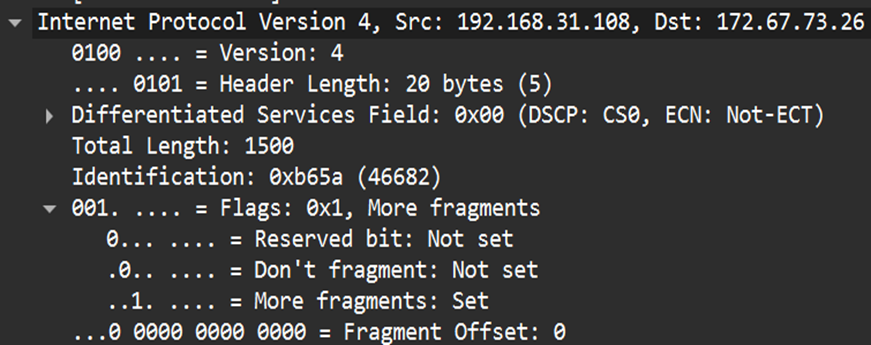 Internet Protocol Version 4, Src: 192.168.31.108, Dst: 172.67.73.26
0100 .... = Version: 4
.... 0101 = Header Length: 20 bytes (5)
Differentiated Services Field: 0x00 (DSCP: CS0, ECN: Not-ECT)
Total Length: 1500
Identification: 0xb65a (46682)
001. .... = Flags: 0x1, More fragments
0... .... = Reserved bit: Not set
.0.. .... = Don't fragment: Not set
..1. .... = More fragments: Set
...0 0000 0000 0000 = Fragment Offset: 0